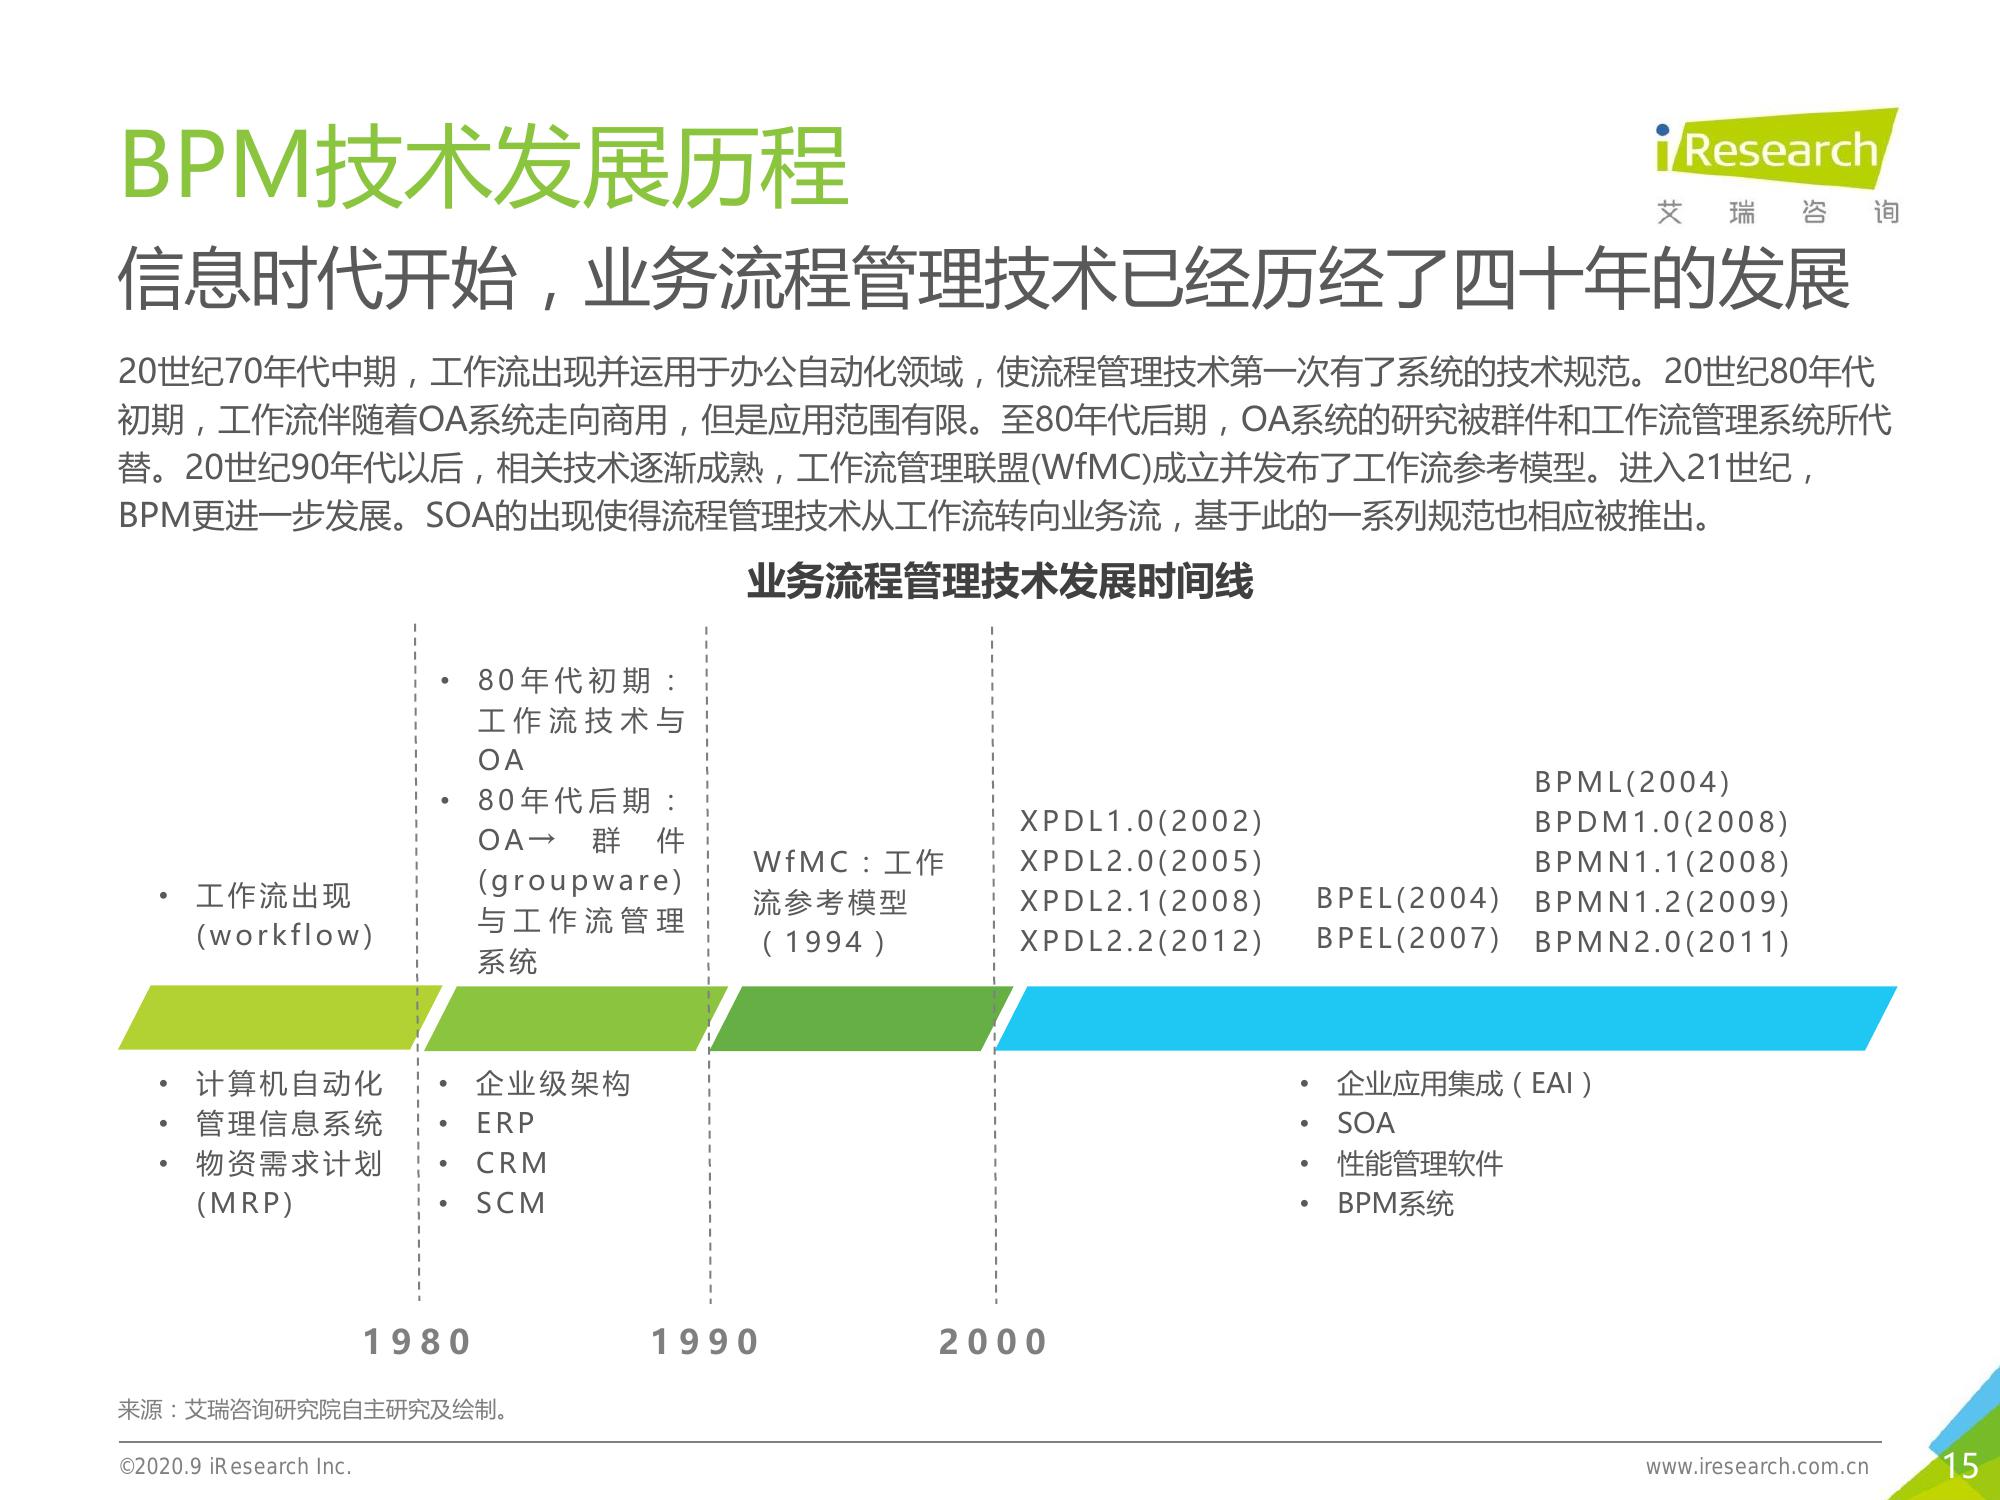 BPM技术发展历程
iResearch
艾瑞咨询
信息时代开始，业务流程管理技术已经历经了四十年的发展
20世纪70年代中期，工作流出现并运用于办公自动化领域，使流程管理技术第一次有了系统的技术规范。20世纪80年代
初期，工作流伴随着OA系统走向商用，但是应用范围有限。至80年代后期，OA系统的研究被群件和工作流管理系统所代
替。20世纪90年代以后，相关技术逐渐成熟，工作流管理联盟(WfMC)成立并发布了工作流参考模型。进入21世纪，
BPM更进一步发展。SOA的出现使得流程管理技术从工作流转向业务流，基于此的一系列规范也相应被推出。
业务流程管理技术发展时间线
• 工作流出现
(workflow)
• 80年代初期：
工作流技术与
OA
• 80年代后期：
OA→ 群 件
(groupware)
与工作流管理
系统
WfMC：工作
流参考模型
（1994）
XPDL1.0(2002)
XPDL2.0(2005)
XPDL2.1(2008)
XPDL2.2(2012)
BPEL(2004)
BPEL(2007)
BPML(2004)
BPDM1.0(2008)
BPMN1.1(2008)
BPMN1.2(2009)
BPMN2.0(2011)
• 计算机自动化
• 管理信息系统
• 物资需求计划
(MRP)
• 企业级架构
• ERP
• CRM
• SCM
• 企业应用集成（EAI）
• SOA
• 性能管理软件
• BPM系统
1980
1990
2000
来源：艾瑞咨询研究院自主研究及绘制。
©2020.9 iResearch Inc.
www.iresearch.com.cn
15